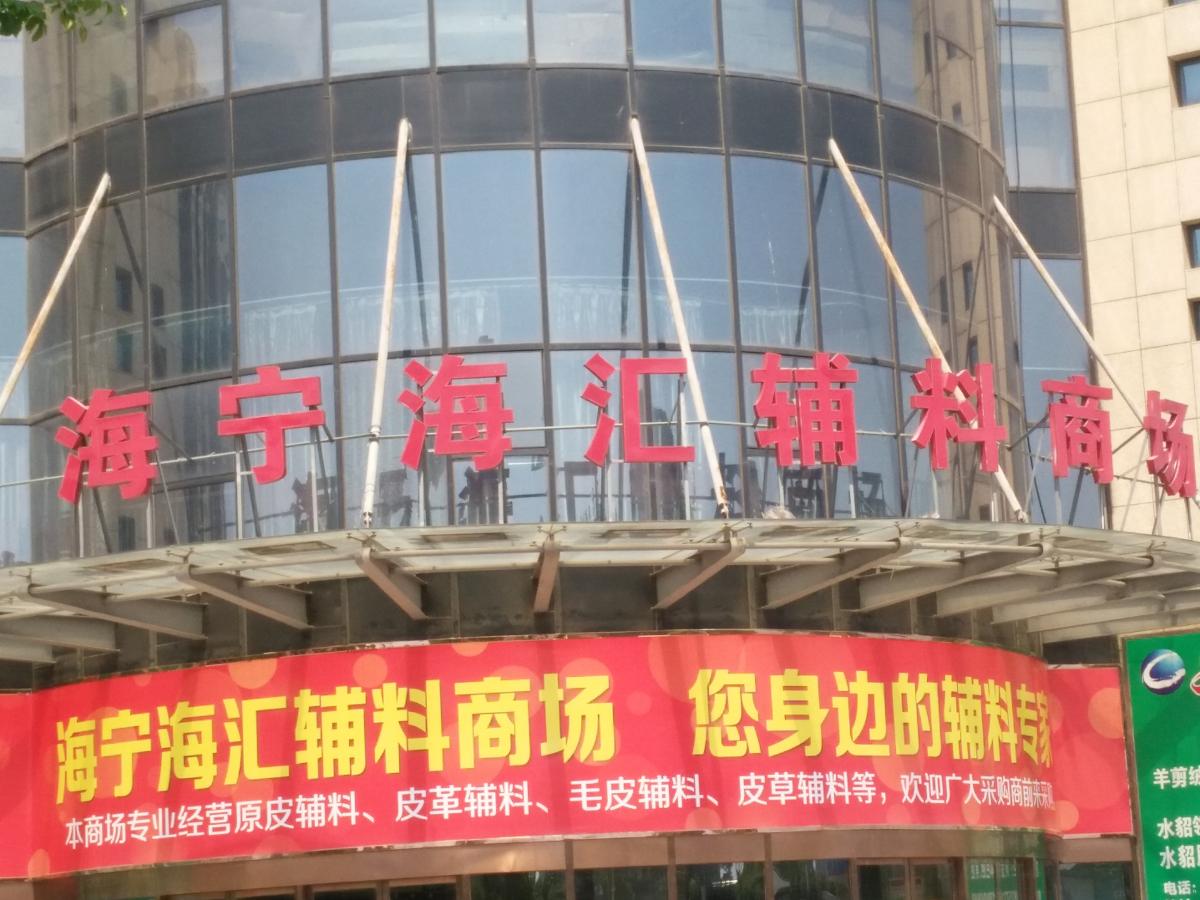 海宁海汇辅料商场
海宁海汇辅料商场 您身边的辅料专家
本商场专业经营原皮辅料、皮革辅料、毛皮辅料、皮草辅料等，欢迎广大采购商前来采
羊剪绒
水貂
水貂
电话：